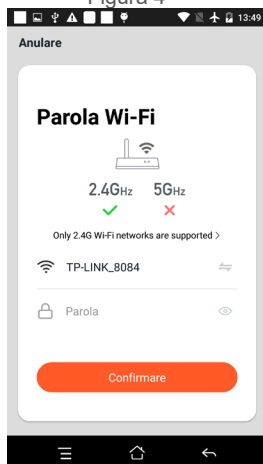 Figura 4
13:49
Anulare
Parola Wi-Fi
2.4GHz 5GHz
Only 2.4G Wi-Fi networks are supported >
TP-LINK_8084
Parola
Confirmare